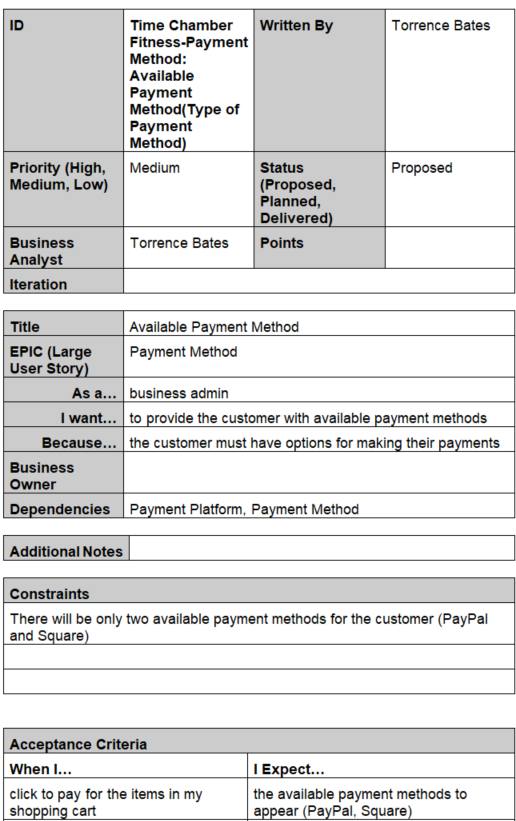 ID
Time Chamber
Fitness-Payment
Method:
Available
Payment
Method(Type of
Payment
Method)
Written By
Torrence Bates
Priority (High,
Medium, Low)
Medium
Status
(Proposed,
Planned,
Delivered)
Proposed
Business
Analyst
Torrence Bates
Points
Iteration
Title
Available Payment Method
EPIC (Large
User Story)
Payment Method
As a…
business admin
I want…
to provide the customer with available payment methods
Because…
the customer must have options for making their payments
Business
Owner
Dependencies
Payment Platform, Payment Method
Additional Notes
Constraints
There will be only two available payment methods for the customer (PayPal
and Square)
Acceptance Criteria
When I…
I Expect…
click to pay for the items in my
shopping cart
the available payment methods to
appear (PayPal, Square)